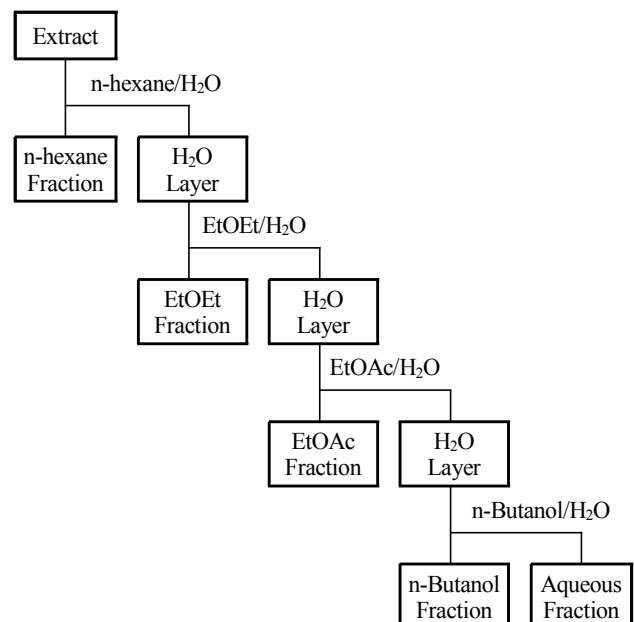 Extract
n-hexane/H₂O
n-hexane
Fraction
H₂O
Layer
EtOEt/H₂O
EtOEt
Fraction
H₂O
Layer
EtOAc/H₂O
EtOAc
Fraction
H₂O
Layer
n-Butanol/H₂O
n-Butanol
Fraction
Aqueous
Fraction